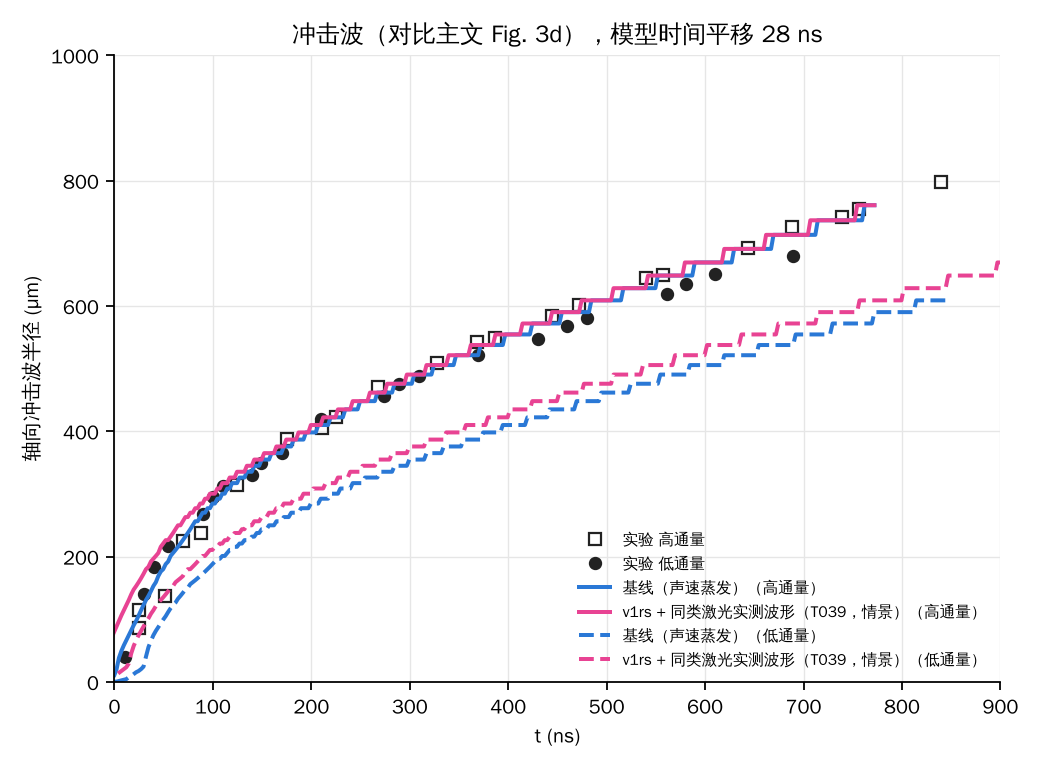 冲击波（对比主文 Fig. 3d），模型时间平移 28 ns
1000
800
600
400
200
0
轴向冲击波半径 (μm)
实验 高通量
实验 低通量
基线（声速蒸发）（高通量）
v1rs + 同类激光实测波形（T039，情景）（高通量）
基线（声速蒸发）（低通量）
v1rs + 同类激光实测波形（T039，情景）（低通量）
0 100 200 300 400 500 600 700 800 900
t (ns)